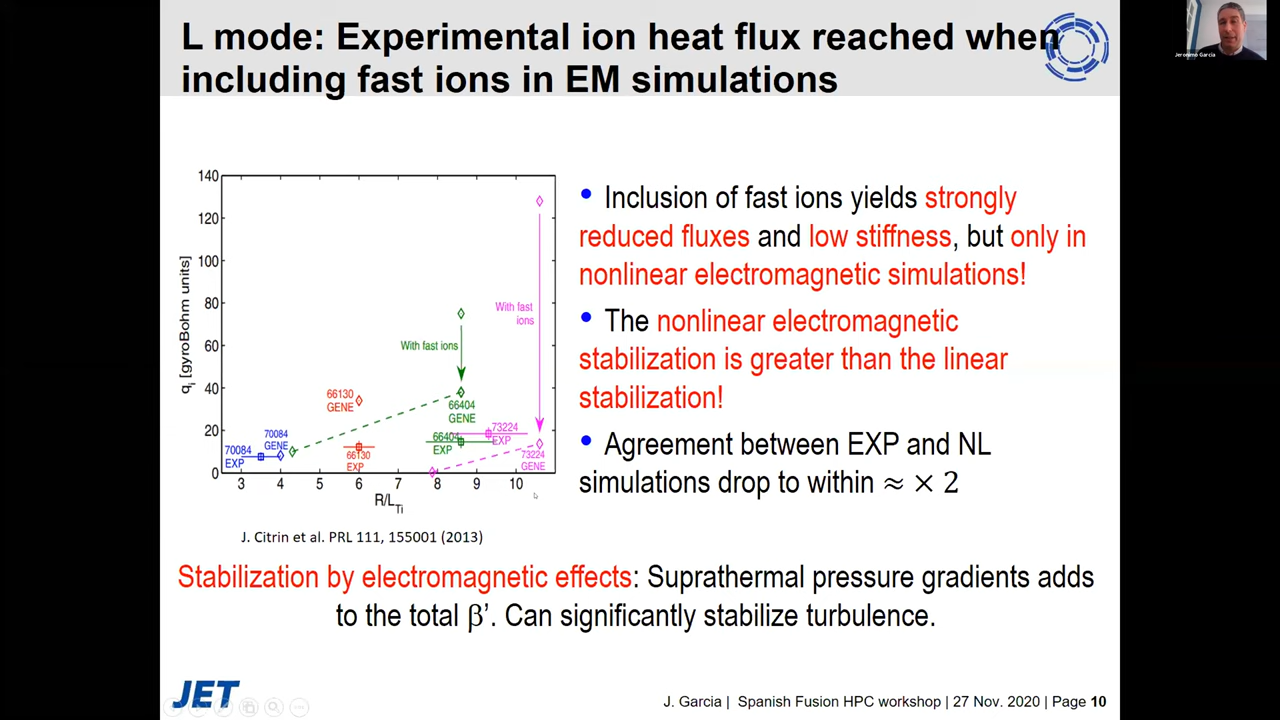 L mode: Experimental ion heat flux reached when
including fast ions in EM simulations
Jeronimo Garcia
140
120
100
80
60
40
20
0
3
4
5
6
7
8
9
10
qi [gyroBohm units]
R/LTi
With fast
ions
With fast ions
66130
GENE
66404
GENE
70084
GENE
70084
EXP
66130
EXP
66404
EXP
73224
EXP
73224
GENE
J. Citrin et al. PRL 111, 155001 (2013)
• Inclusion of fast ions yields strongly
reduced fluxes and low stiffness, but only in
nonlinear electromagnetic simulations!
• The nonlinear electromagnetic
stabilization is greater than the linear
stabilization!
• Agreement between EXP and NL
simulations drop to within ≈ × 2
Stabilization by electromagnetic effects: Suprathermal pressure gradients adds
to the total β’. Can significantly stabilize turbulence.
JET
J. Garcia | Spanish Fusion HPC workshop | 27 Nov. 2020 | Page 10